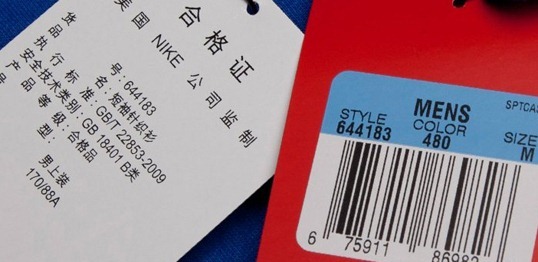 合格证
美国 NIKE 公司监制
货号：644183
品名：短袖针织衫
执行标准：GB/T 22853-2009
安全技术类别：GB 18401 B类
产品等级：合格品
型：男上装
170/88A
MENS
SPTCAS
STYLE COLOR SIZE
644183 480 M
6 75911 86982